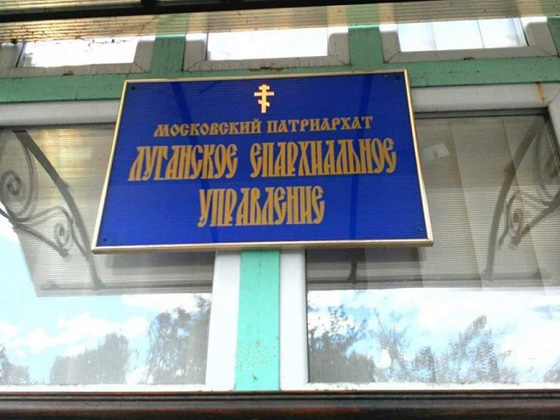 МОСКОВСКИЙ ПАТРИАРХАТ
ЛУГАНСКОЕ ЕПАРХИАЛЬНОЕ
УПРАВЛЕНИЕ